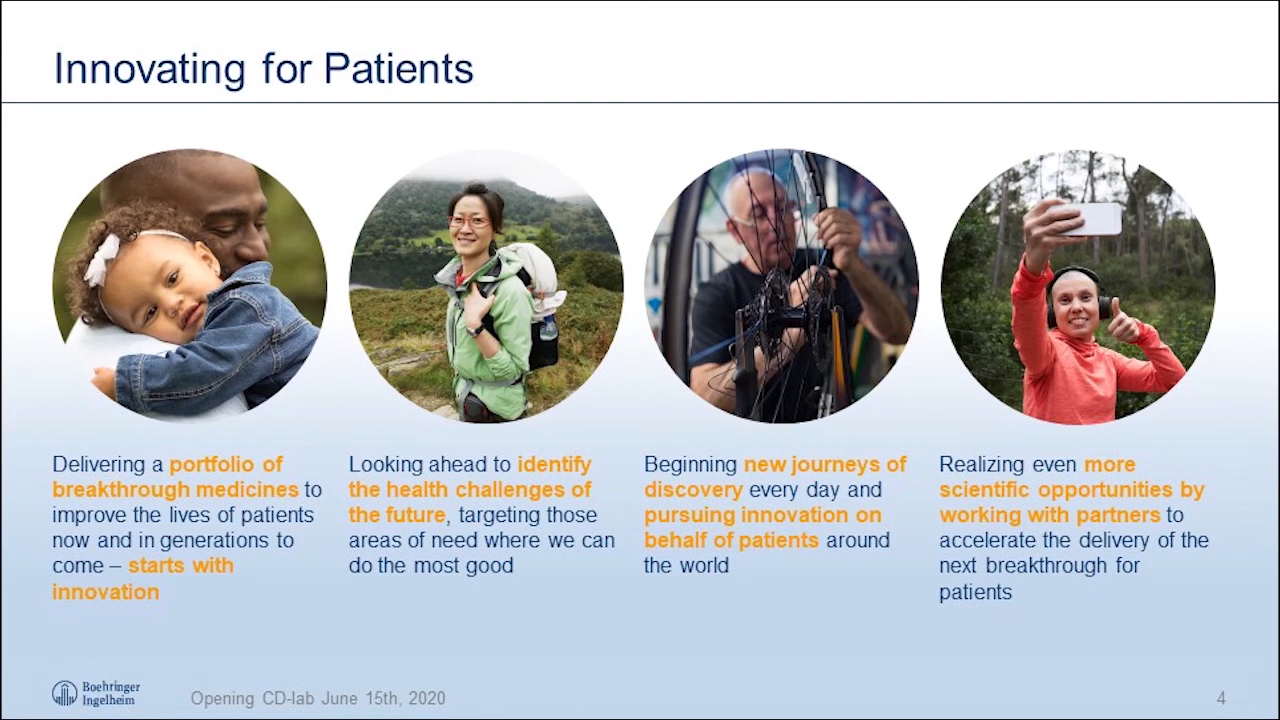 Innovating for Patients
Delivering a portfolio of
breakthrough medicines to
improve the lives of patients
now and in generations to
come – starts with
innovation
Looking ahead to identify
the health challenges of
the future, targeting those
areas of need where we can
do the most good
Beginning new journeys of
discovery every day and
pursuing innovation on
behalf of patients around
the world
Realizing even more
scientific opportunities by
working with partners to
accelerate the delivery of the
next breakthrough for
patients
Boehringer
Ingelheim
Opening CD-lab June 15th, 2020
4